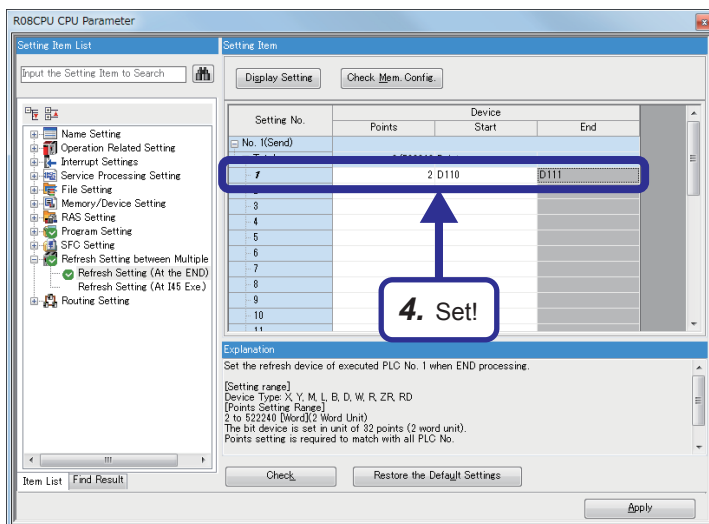 R08CPU CPU Parameter
Setting Item List
Input the Setting Item to Search
Name Setting
Operation Related Setting
Interrupt Settings
Service Processing Setting
File Setting
Memory/Device Setting
RAS Setting
Program Setting
SFC Setting
Refresh Setting between Multiple
Refresh Setting (At the END)
Refresh Setting (At I45 Exe.)
Routing Setting
Item List Find Result
Setting Item
Display Setting Check Mem. Config.
Setting No. Device
Points Start End
No. 1(Send)
1 2 D110 D111
3
4
5
6
7
8
9
10
11
4. Set!
Explanation
Set the refresh device of executed PLC No. 1 when END processing.
[Setting range]
Device Type: X, Y, M, L, B, D, W, R, ZR, RD
[Points Setting Range]
2 to 522240 [Word](2 Word Unit)
The bit device is set in unit of 32 points (2 word unit).
Points setting is required to match with all PLC No.
Check Restore the Default Settings
Apply